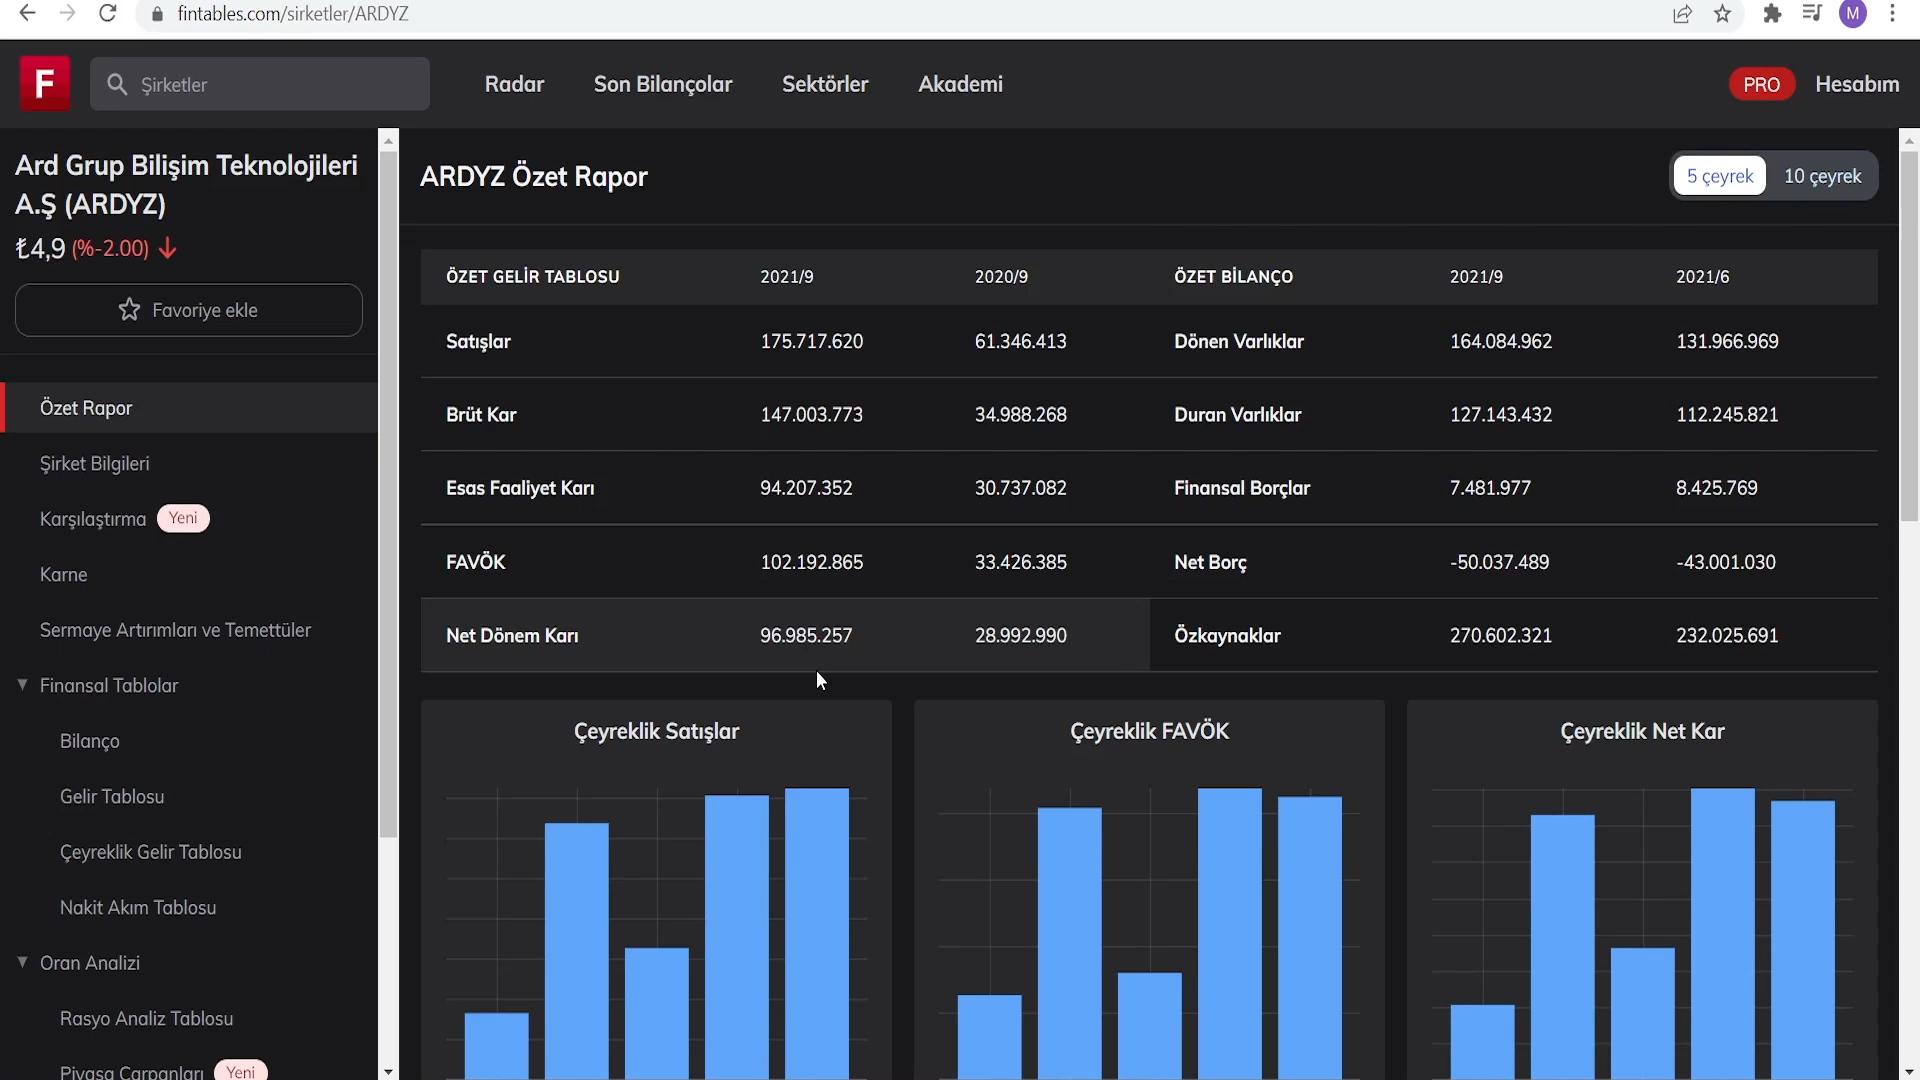 fintables.com/sirketler/ARDYZ
M
F
Şirketler
Radar
Son Bilançolar
Sektörler
Akademi
PRO
Hesabım
Ard Grup Bilişim Teknolojileri
A.Ş (ARDYZ)
₺4,9 (%-2.00)
Favoriye ekle
Özet Rapor
Şirket Bilgileri
Karşılaştırma Yeni
Karne
Sermaye Artırımları ve Temettüler
Finansal Tablolar
Bilanço
Gelir Tablosu
Çeyreklik Gelir Tablosu
Nakit Akım Tablosu
Oran Analizi
Rasyo Analiz Tablosu
Piyasa Çarpanları Yeni
ARDYZ Özet Rapor
5 çeyrek 10 çeyrek
ÖZET GELİR TABLOSU 2021/9 2020/9 ÖZET BİLANÇO 2021/9 2021/6
Satışlar 175.717.620 61.346.413 Dönen Varlıklar 164.084.962 131.966.969
Brüt Kar 147.003.773 34.988.268 Duran Varlıklar 127.143.432 112.245.821
Esas Faaliyet Karı 94.207.352 30.737.082 Finansal Borçlar 7.481.977 8.425.769
FAVÖK 102.192.865 33.426.385 Net Borç -50.037.489 -43.001.030
Net Dönem Karı 96.985.257 28.992.990 Özkaynaklar 270.602.321 232.025.691
Çeyreklik Satışlar
Çeyreklik FAVÖK
Çeyreklik Net Kar